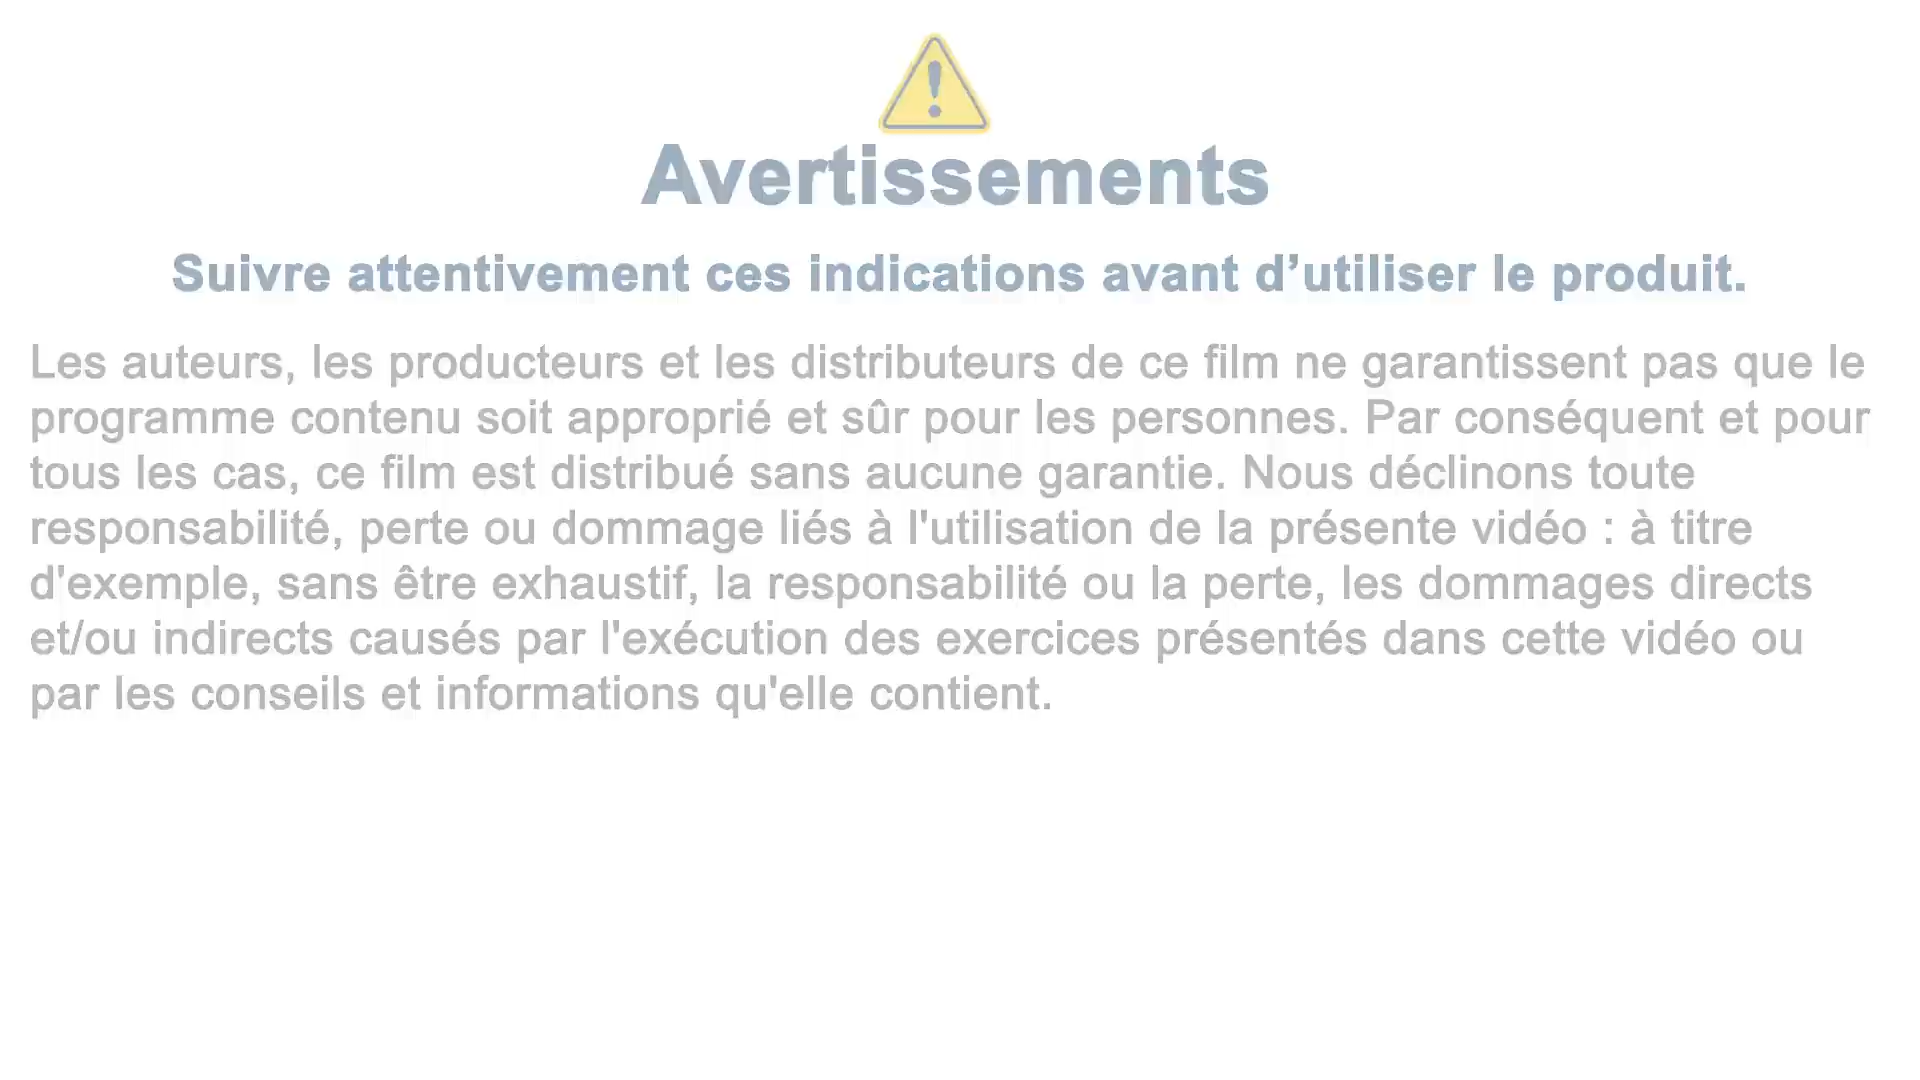 Avertissements
Suivre attentivement ces indications avant d’utiliser le produit.
Les auteurs, les producteurs et les distributeurs de ce film ne garantissent pas que le
programme contenu soit approprié et sûr pour les personnes. Par conséquent et pour
tous les cas, ce film est distribué sans aucune garantie. Nous déclinons toute
responsabilité, perte ou dommage liés à l'utilisation de la présente vidéo : à titre
d'exemple, sans être exhaustif, la responsabilité ou la perte, les dommages directs
et/ou indirects causés par l'exécution des exercices présentés dans cette vidéo ou
par les conseils et informations qu'elle contient.